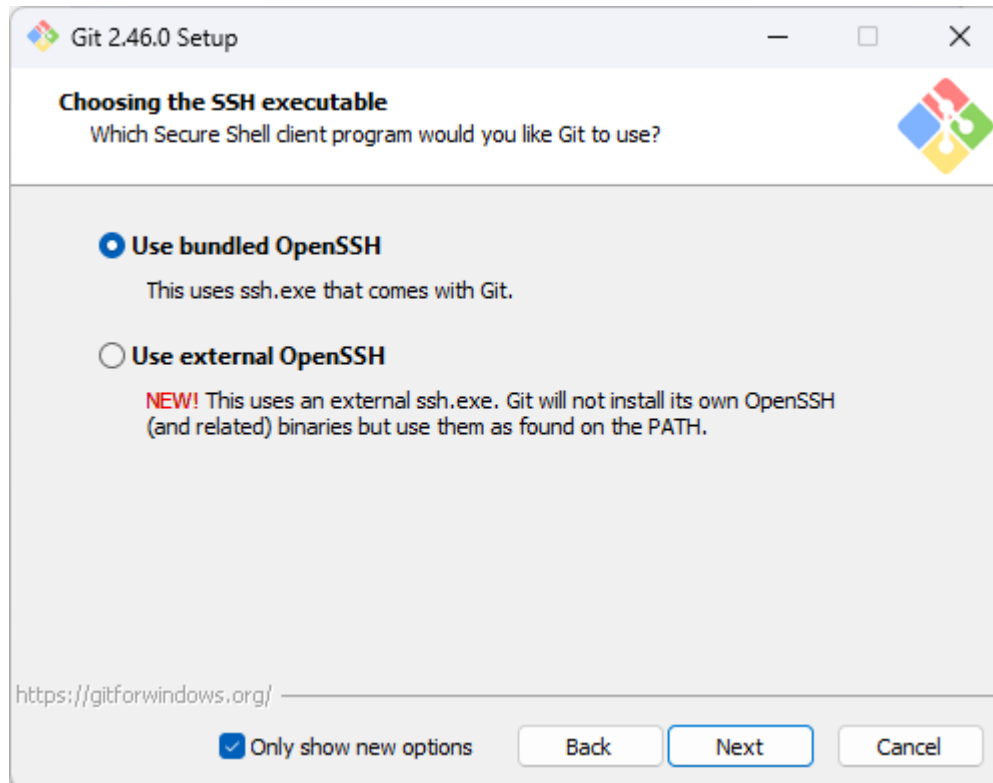 Git 2.46.0 Setup
Choosing the SSH executable
Which Secure Shell client program would you like Git to use?
Use bundled OpenSSH
This uses ssh.exe that comes with Git.
Use external OpenSSH
NEW! This uses an external ssh.exe. Git will not install its own OpenSSH
(and related) binaries but use them as found on the PATH.
https://gitforwindows.org/
Only show new options Back Next Cancel